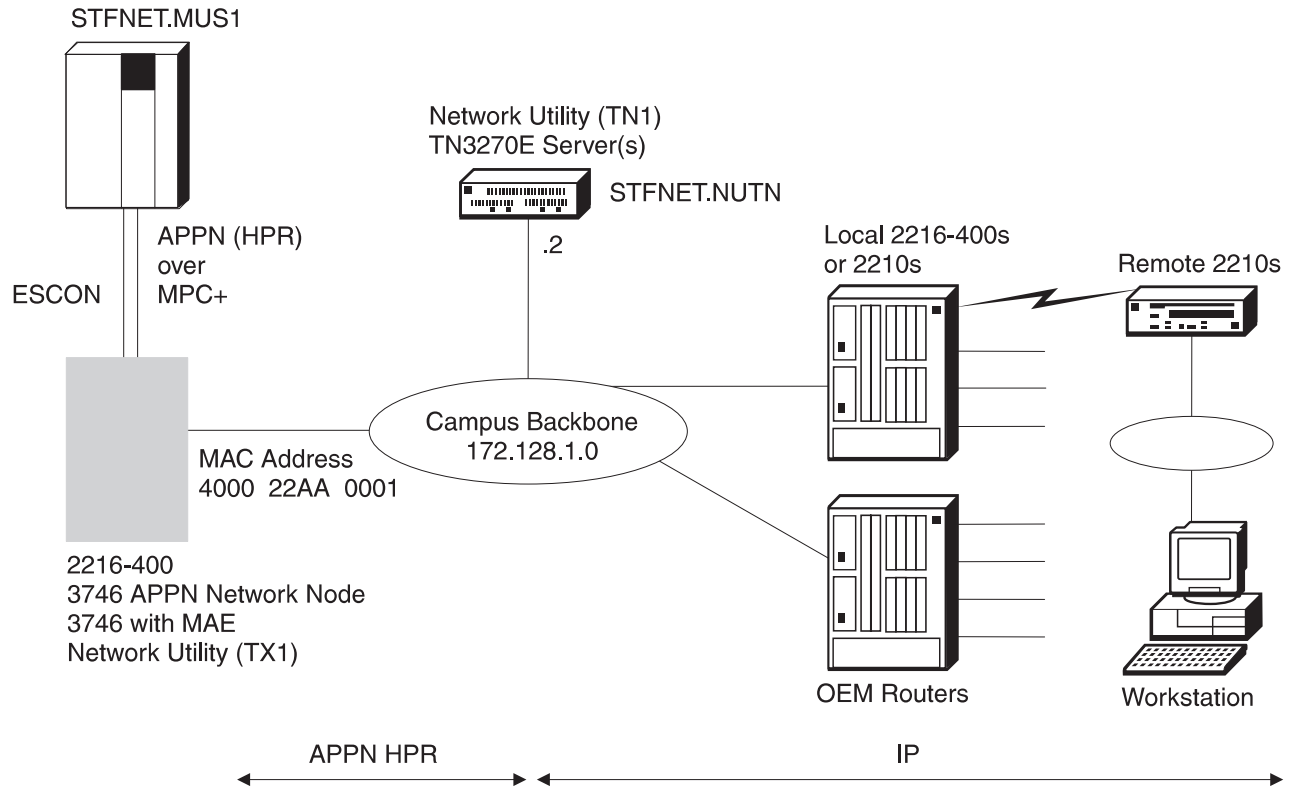 STFNET.MUS1
Network Utility (TN1)
TN3270E Server(s)
STFNET.NUTN
.2
APPN (HPR)
over
MPC+
ESCON
Local 2216-400s
or 2210s
Remote 2210s
Campus Backbone
172.128.1.0
MAC Address
4000 22AA 0001
2216-400
3746 APPN Network Node
3746 with MAE
Network Utility (TX1)
OEM Routers
Workstation
APPN HPR
IP